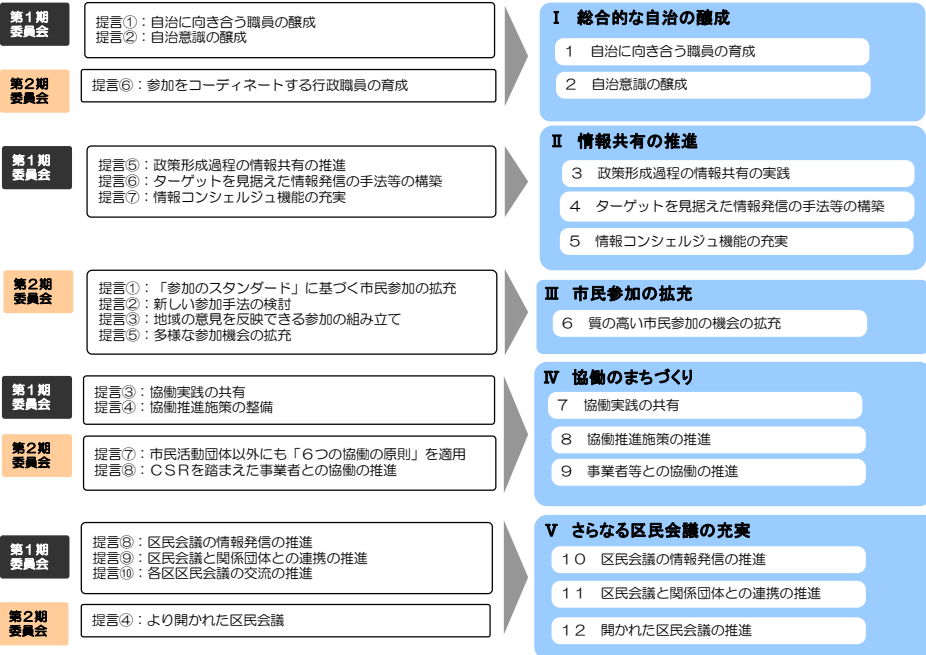 第1期
委員会
提言①：自治に向き合う職員の醸成
提言②：自治意識の醸成
第2期
委員会
提言⑥：参加をコーディネートする行政職員の育成
Ⅰ 総合的な自治の醸成
1 自治に向き合う職員の育成
2 自治意識の醸成
第1期
委員会
提言⑤：政策形成過程の情報共有の推進
提言⑥：ターゲットを見据えた情報発信の手法等の構築
提言⑦：情報コンシェルジュ機能の充実
Ⅱ 情報共有の推進
3 政策形成過程の情報共有の実践
4 ターゲットを見据えた情報発信の手法等の構築
5 情報コンシェルジュ機能の充実
第2期
委員会
提言①：「参加のスタンダード」に基づく市民参加の拡充
提言②：新しい参加手法の検討
提言③：地域の意見を反映できる参加の組み立て
提言⑤：多様な参加機会の拡充
Ⅲ 市民参加の拡充
6 質の高い市民参加の機会の拡充
第1期
委員会
提言③：協働実践の共有
提言④：協働推進施策の整備
第2期
委員会
提言⑦：市民活動団体以外にも「6つの協働の原則」を適用
提言⑧：CSRを踏まえた事業者との協働の推進
Ⅳ 協働のまちづくり
7 協働実践の共有
8 協働推進施策の推進
9 事業者等との協働の推進
第1期
委員会
提言⑧：区民会議の情報発信の推進
提言⑨：区民会議と関係団体との連携の推進
提言⑩：各区区民会議の交流の推進
第2期
委員会
提言④：より開かれた区民会議
Ⅴ さらなる区民会議の充実
10 区民会議の情報発信の推進
11 区民会議と関係団体との連携の推進
12 開かれた区民会議の推進